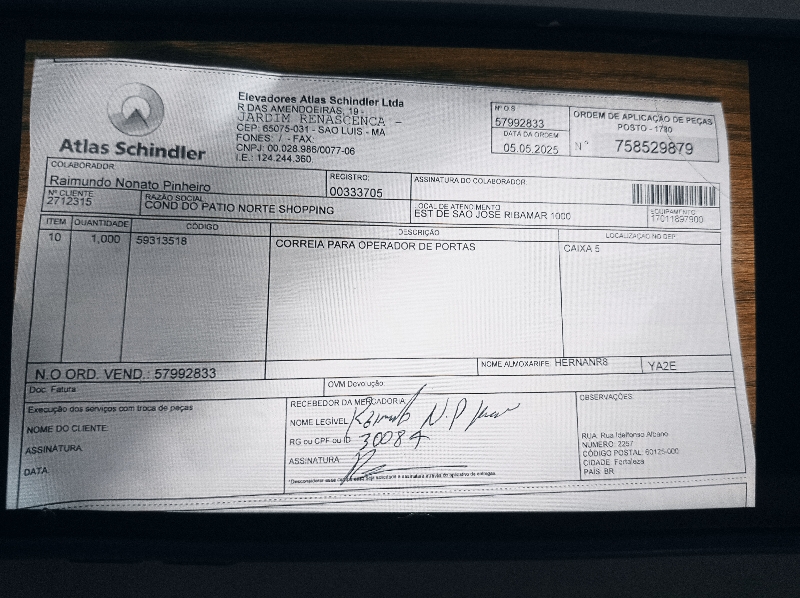 Atlas Schindler
Elevadores Atlas Schindler Ltda
R DAS AMENDOEIRAS, 19 -
JARDIM RENASCENCA -
CEP: 65075-031 - SAO LUIS - MA
FONES: / - FAX:
CNPJ: 00.028.986/0077-06
I.E.: 124.244.360
Nº O.S
57992833
DATA DA ORDEM
05.05.2025
ORDEM DE APLICAÇÃO DE PEÇAS
POSTO - 1780
Nº 758529879
COLABORADOR
Raimundo Nonato Pinheiro
REGISTRO:
00333705
ASSINATURA DO COLABORADOR
Nº CLIENTE
2712315
RAZÃO SOCIAL
COND DO PATIO NORTE SHOPPING
LOCAL DE ATENDIMENTO
EST DE SAO JOSE RIBAMAR 1000
EQUIPAMENTO
17011897900
ITEM QUANTIDADE CÓDIGO DESCRIÇÃO LOCALIZAÇÃO NO DEP.
10 1,000 59313518 CORREIA PARA OPERADOR DE PORTAS CAIXA 5
N.O ORD. VEND.: 57992833
NOME ALMOXARIFE: HERNANR8 YA2E
Doc. Fatura
OVM Devolução:
Execução dos serviços com troca de peças
NOME DO CLIENTE:
ASSINATURA:
DATA:
RECEBEDOR DA MERCADORIA
NOME LEGÍVEL N. P
RG ou CPF ou ID 30084
ASSINATURA:
OBSERVAÇÕES:
RUA: Rua Idelfonso Albano
NUMERO: 2257
CÓDIGO POSTAL: 60125-000
CIDADE: Fortaleza
PAÍS: BR